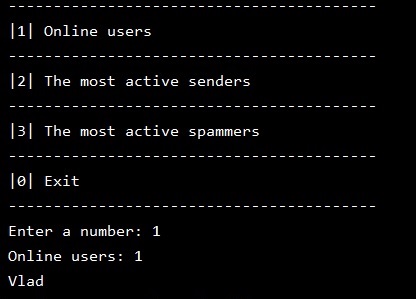 -----------------------------------------
|1| Online users
-----------------------------------------
|2| The most active senders
-----------------------------------------
|3| The most active spammers
-----------------------------------------
|0| Exit
-----------------------------------------
Enter a number: 1
Online users: 1
Vlad